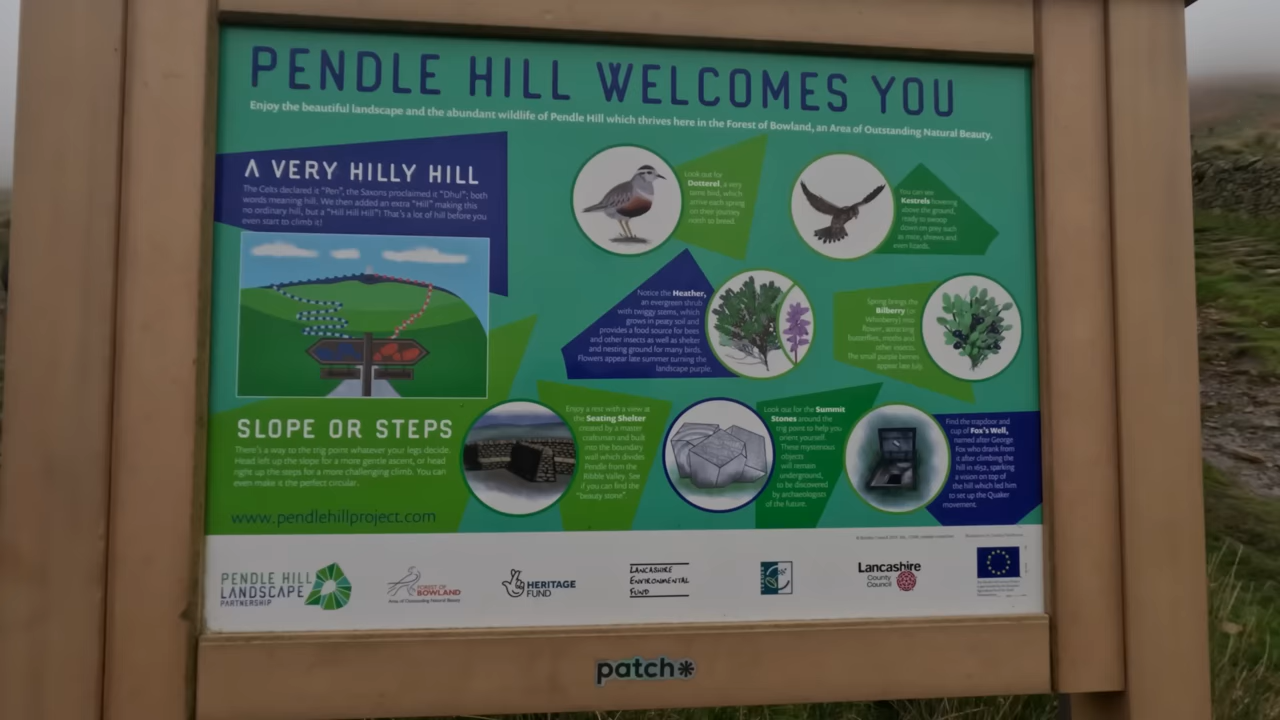 PENDLE HILL WELCOMES YOU
Enjoy the beautiful landscape and the abundant wildlife of Pendle Hill which thrives here in the Forest of Bowland, an Area of Outstanding Natural Beauty.
A VERY HILLY HILL
The Celts declared it "Pen", the Saxons proclaimed it "Dhul"; both
words meaning hill. We then added an extra "Hill" making this
no ordinary hill, but a "Hill Hill Hill"! That's a lot of hill before you
even start to climb it!
Look out for
Dotterel, a very
tame bird, which
arrive each spring
on their journey
north to breed.
You can see
Kestrels hovering
above the ground,
ready to swoop
down on prey such
as mice, shrews and
even lizards.
Notice the Heather,
an evergreen shrub
with twiggy stems, which
grows in peaty soil and
provides a food source for bees
and other insects as well as shelter
and nesting ground for many birds.
Flowers appear late summer turning the
landscape purple.
Spring brings the
Bilberry (or
Whinberry) into
flower, attracting
butterflies, moths and
other insects.
The small purple berries
appear late July.
SLOPE OR STEPS
There's a way to the trig point whatever your legs decide.
Head left up the slope for a more gentle ascent, or head
right up the steps for a more challenging climb. You can
even make it the perfect circular.
www.pendlehillproject.com
Enjoy a rest with a view at
the Seating Shelter
created by a master
craftsman and built
into the boundary
wall which divides
Pendle from the
Ribble valley. See
if you can find the
"beauty stone".
Look out for the Summit
Stones around the
trig point to help you
orient yourself.
These mysterious
objects
will remain
underground,
to be discovered
by archaeologists
of the future.
Find the trapdoor and
cup of Fox's Well,
named after George
Fox who drank from
it after climbing the
hill in 1652, sparking
a vision on top of
the hill which led him
to set up the Quaker
movement.
PENDLE HILL
LANDSCAPE
PARTNERSHIP
FOREST OF
BOWLAND
Area of Outstanding Natural Beauty
HERITAGE
FUND
LANCASHIRE
ENVIRONMENTAL
FUND
Lancashire
County
Council
patch